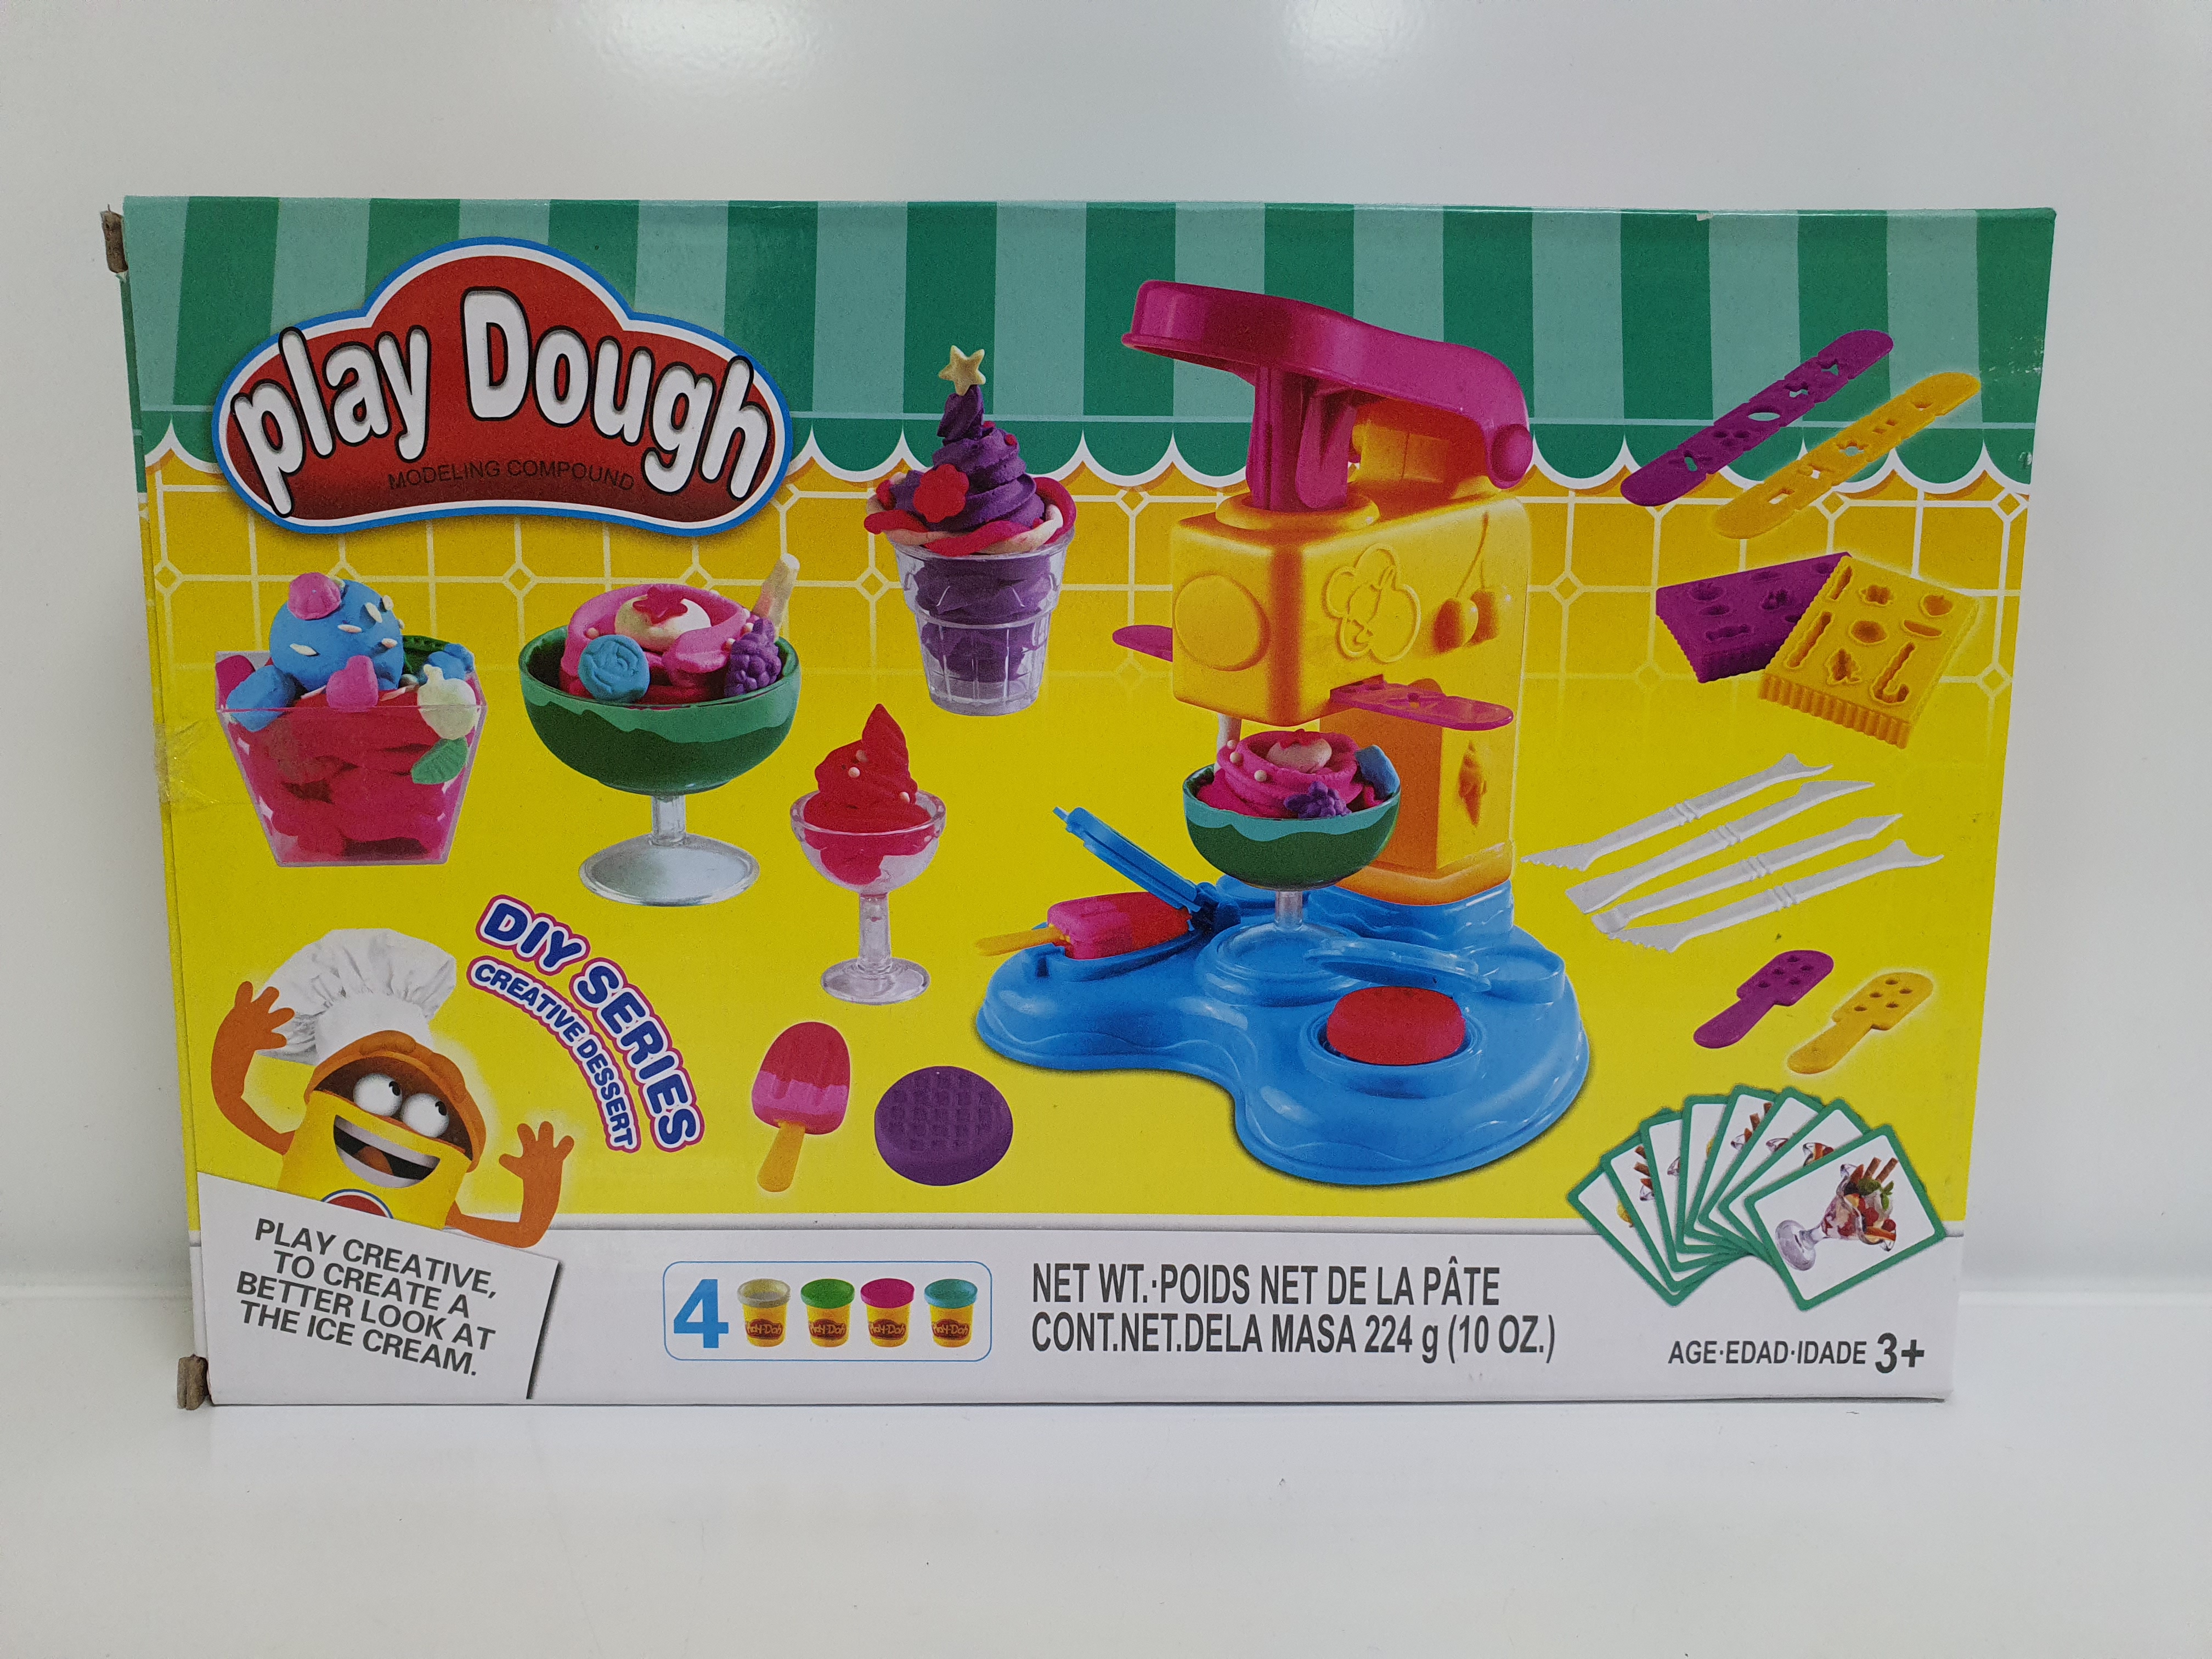 play Dough
MODELING COMPOUND
DIY SERIES
CREATIVE DESSERT
PLAY CREATIVE,
TO CREATE A
BETTER LOOK AT
THE ICE CREAM.
4
NET WT.·POIDS NET DE LA PÂTE
CONT.NET.DELA MASA 224 g (10 OZ.)
AGE·EDAD·IDADE 3+